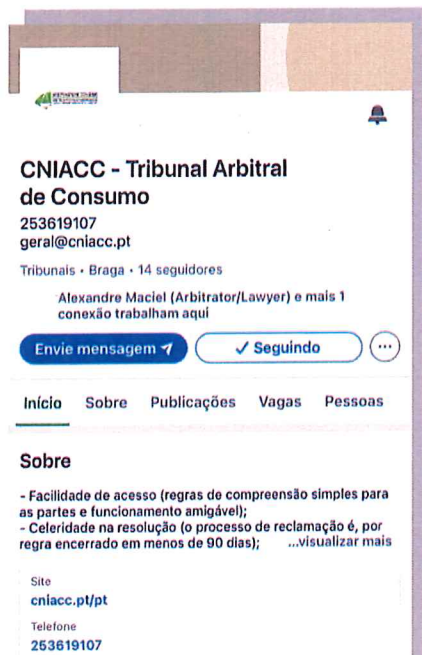 CNIACC - Tribunal Arbitral
de Consumo
253619107
geral@cniacc.pt
Tribunais • Braga • 14 seguidores
Alexandre Maciel (Arbitrator/Lawyer) e mais 1
conexão trabalham aqui
Envie mensagem
✓ Seguindo
...
Início Sobre Publicações Vagas Pessoas
Sobre
- Facilidade de acesso (regras de compreensão simples para
as partes e funcionamento amigável);
- Celeridade na resolução (o processo de reclamação é, por
regra encerrado em menos de 90 dias); ...visualizar mais
Site
cniacc.pt/pt
Telefone
253619107